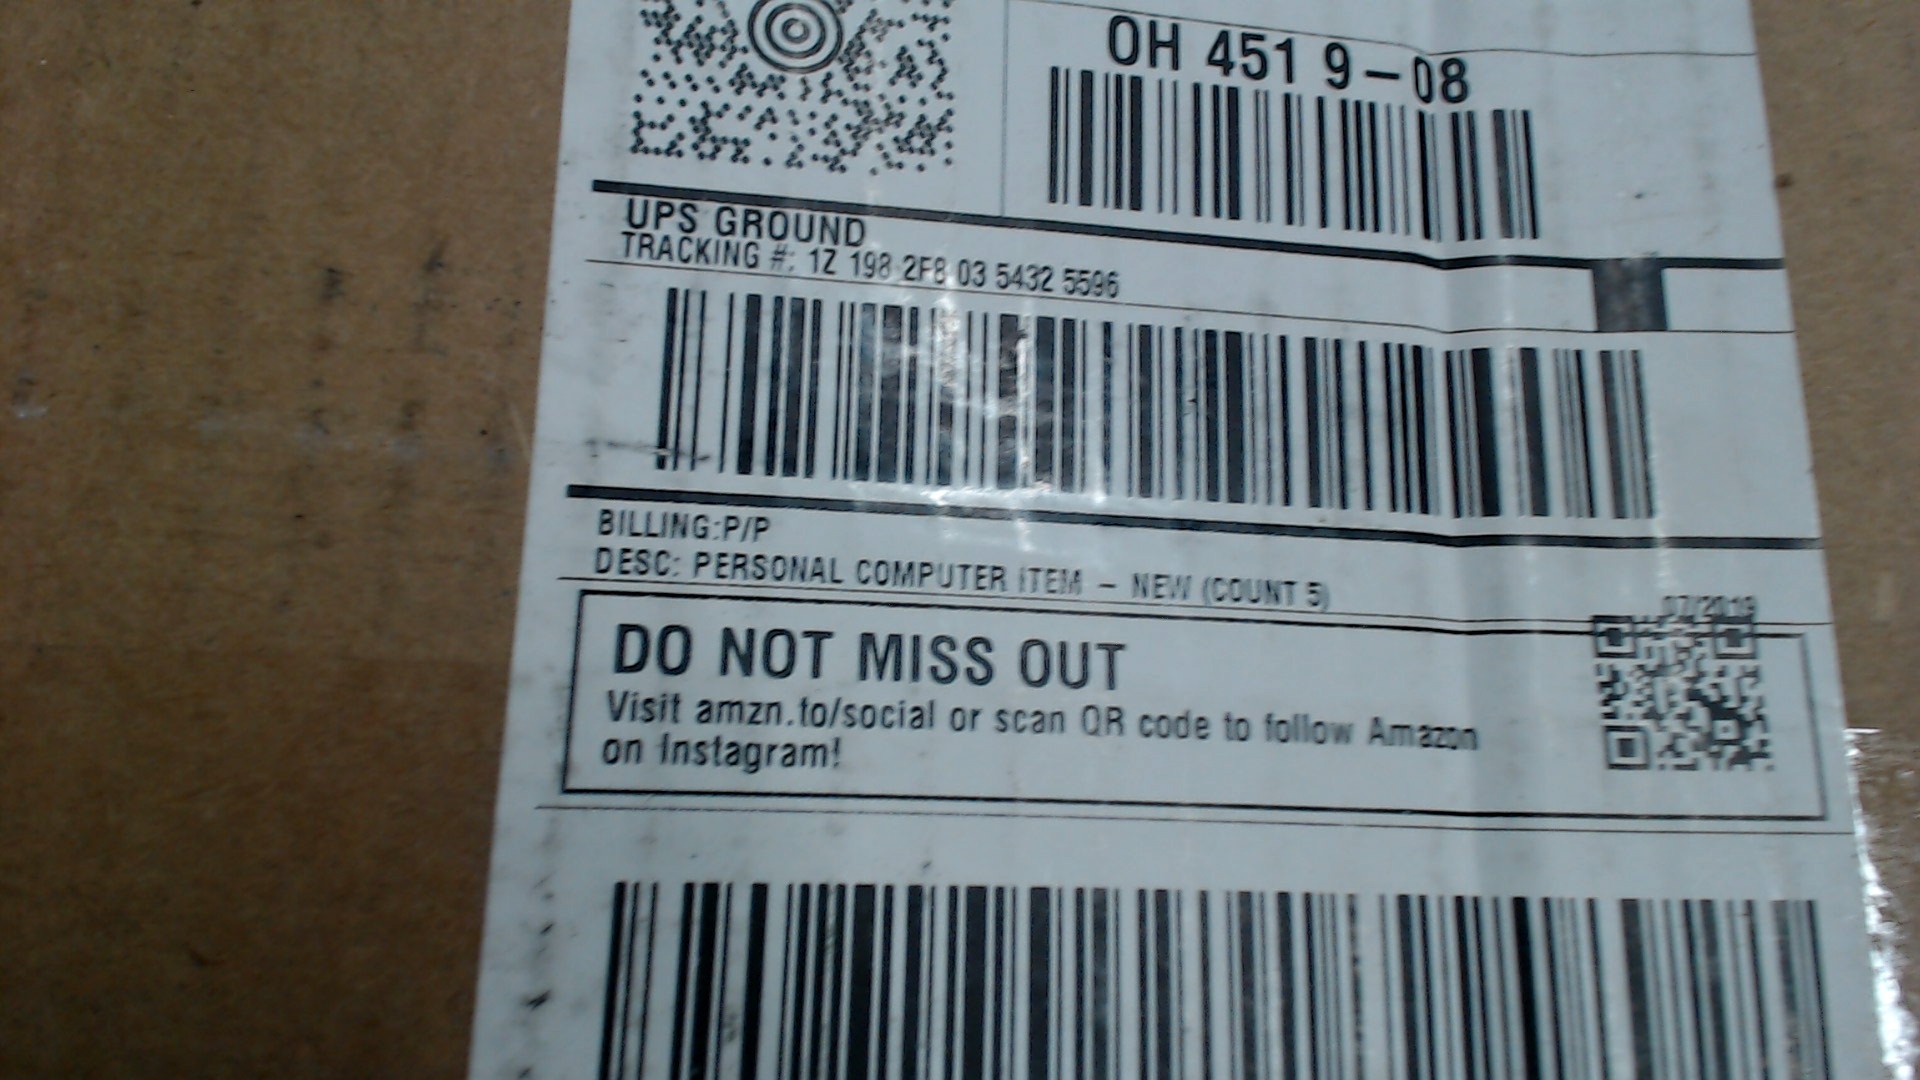 OH 451 9-08
UPS GROUND
TRACKING #: 1Z 198 2F8 03 5432 5596
BILLING:P/P
DESC: PERSONAL COMPUTER ITEM - NEW (COUNT 5)
07/2019
DO NOT MISS OUT
Visit amzn.to/social or scan QR code to follow Amazon
on Instagram!